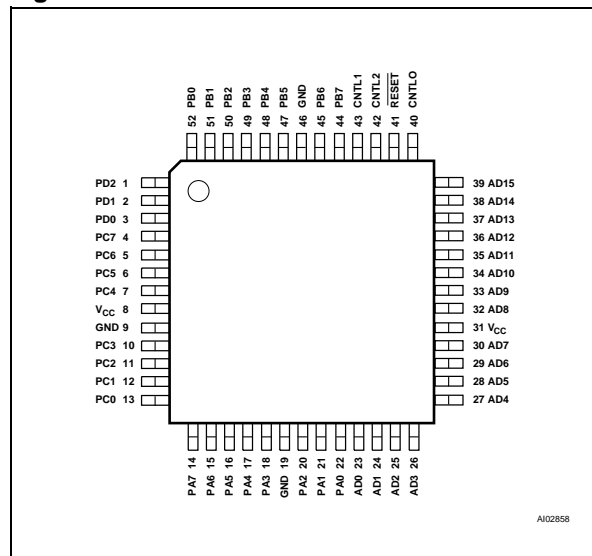 52 PB0
51 PB1
50 PB2
49 PB3
48 PB4
47 PB5
46 GND
45 PB6
44 PB7
43 CNTL1
42 CNTL2
41 RESET
40 CNTL0
PD2 1
PD1 2
PD0 3
PC7 4
PC6 5
PC5 6
PC4 7
VCC 8
GND 9
PC3 10
PC2 11
PC1 12
PC0 13
39 AD15
38 AD14
37 AD13
36 AD12
35 AD11
34 AD10
33 AD9
32 AD8
31 VCC
30 AD7
29 AD6
28 AD5
27 AD4
PA7 14
PA6 15
PA5 16
PA4 17
PA3 18
GND 19
PA2 20
PA1 21
PA0 22
AD0 23
AD1 24
AD2 25
AD3 26
AI02858